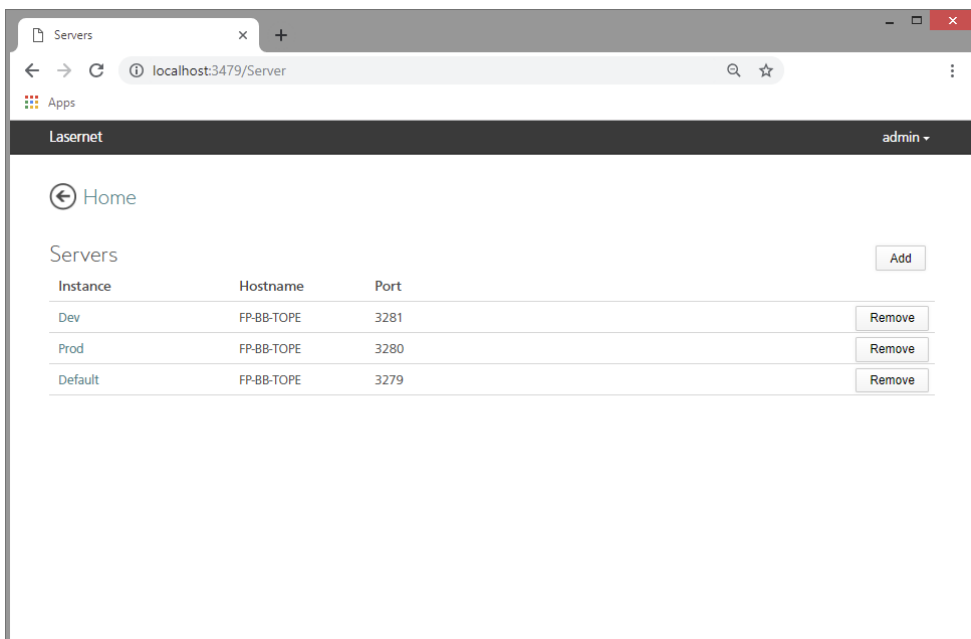 Servers
localhost:3479/Server
Apps
Lasernet admin
Home
Servers Add
Instance Hostname Port
Dev FP-BB-TOPE 3281 Remove
Prod FP-BB-TOPE 3280 Remove
Default FP-BB-TOPE 3279 Remove